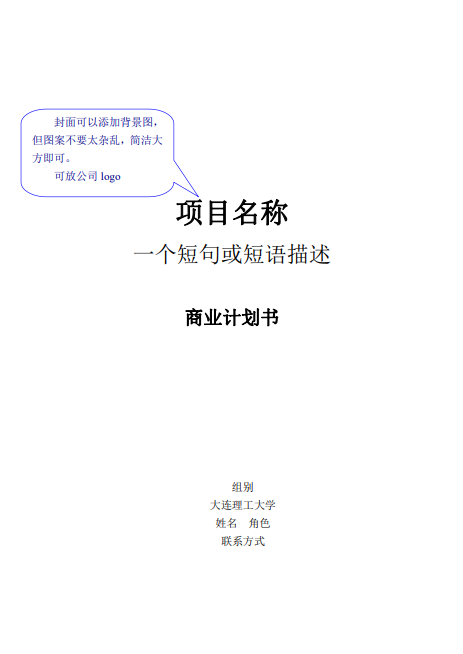 封面可以添加背景图，
但图案不要太杂乱，简洁大
方即可。
可放公司 logo
项目名称
一个短句或短语描述
商业计划书
组别
大连理工大学
姓名　角色
联系方式